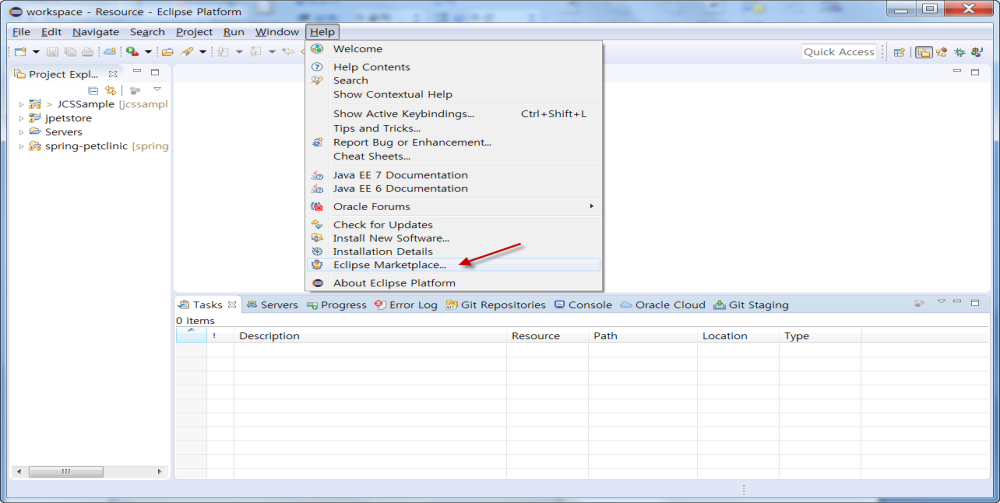 workspace - Resource - Eclipse Platform
File Edit Navigate Search Project Run Window Help
Quick Access
Project Expl...
> JCSSample [jcssampl
jpetstore
Servers
spring-petclinic [spring
Welcome
Help Contents
Search
Show Contextual Help
Show Active Keybindings... Ctrl+Shift+L
Tips and Tricks...
Report Bug or Enhancement...
Cheat Sheets...
Java EE 7 Documentation
Java EE 6 Documentation
Oracle Forums
Check for Updates
Install New Software...
Installation Details
Eclipse Marketplace...
About Eclipse Platform
Tasks Servers Progress Error Log Git Repositories Console Oracle Cloud Git Staging
0 items
! Description Resource Path Location Type